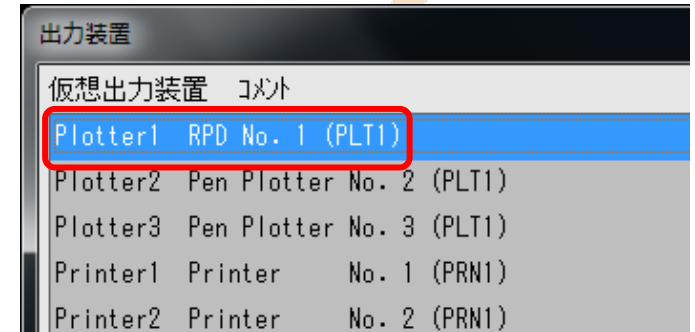 出力装置
仮想出力装置 コメント
Plotter1 RPD No. 1 (PLT1)
Plotter2 Pen Plotter No. 2 (PLT1)
Plotter3 Pen Plotter No. 3 (PLT1)
Printer1 Printer No. 1 (PRN1)
Printer2 Printer No. 2 (PRN1)